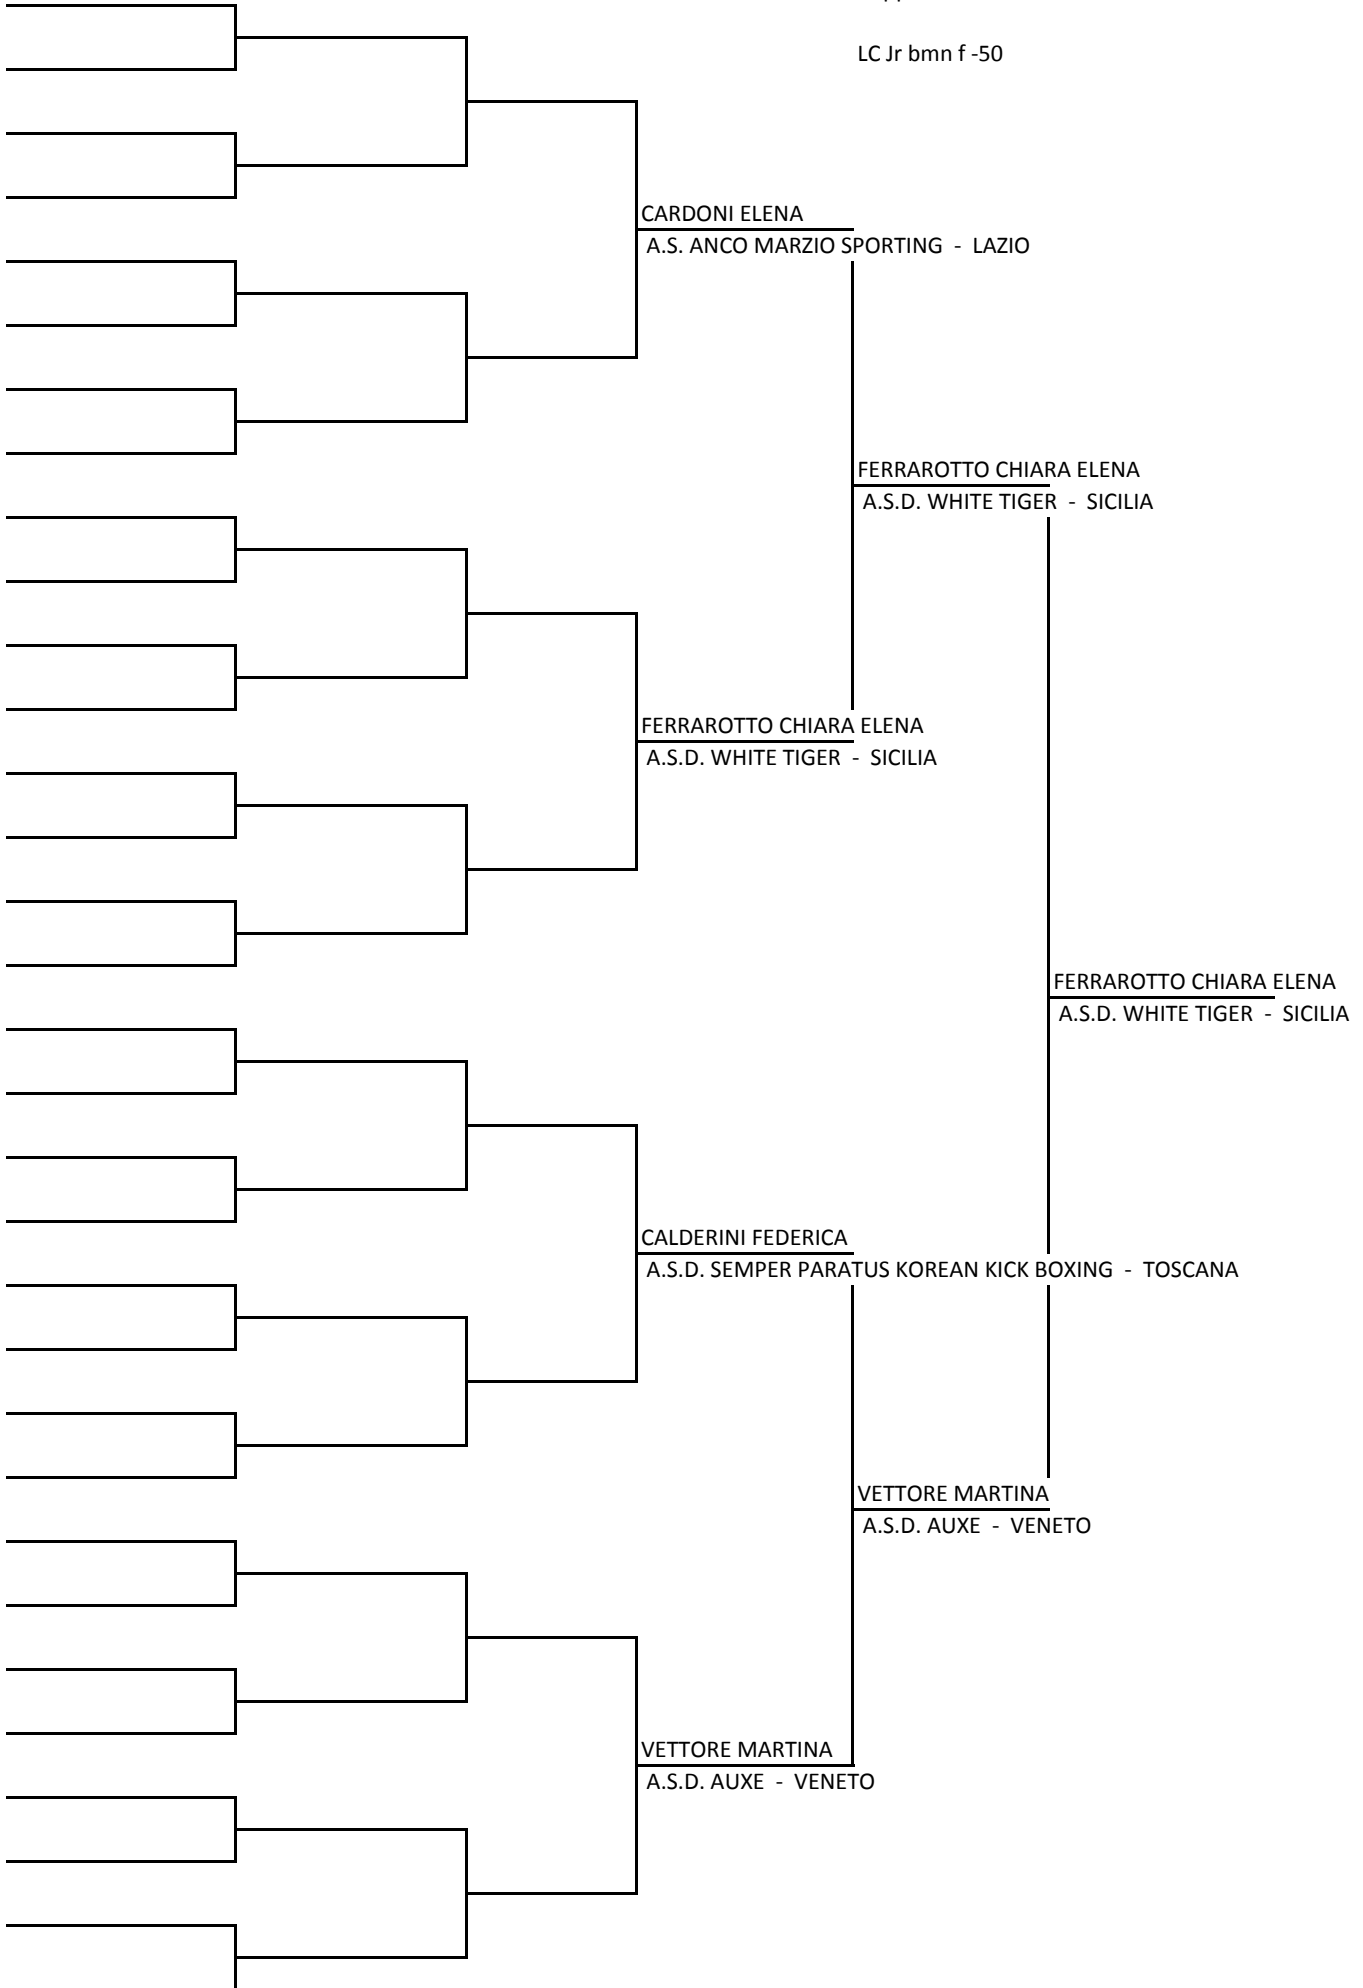 LC Jr bmn f -50
CARDONI ELENA
A.S. ANCO MARZIO SPORTING - LAZIO
FERRAROTTO CHIARA ELENA
A.S.D. WHITE TIGER - SICILIA
FERRAROTTO CHIARA ELENA
A.S.D. WHITE TIGER - SICILIA
FERRAROTTO CHIARA ELENA
A.S.D. WHITE TIGER - SICILIA
CALDERINI FEDERICA
A.S.D. SEMPER PARATUS KOREAN KICK BOXING - TOSCANA
VETTORE MARTINA
A.S.D. AUXE - VENETO
VETTORE MARTINA
A.S.D. AUXE - VENETO